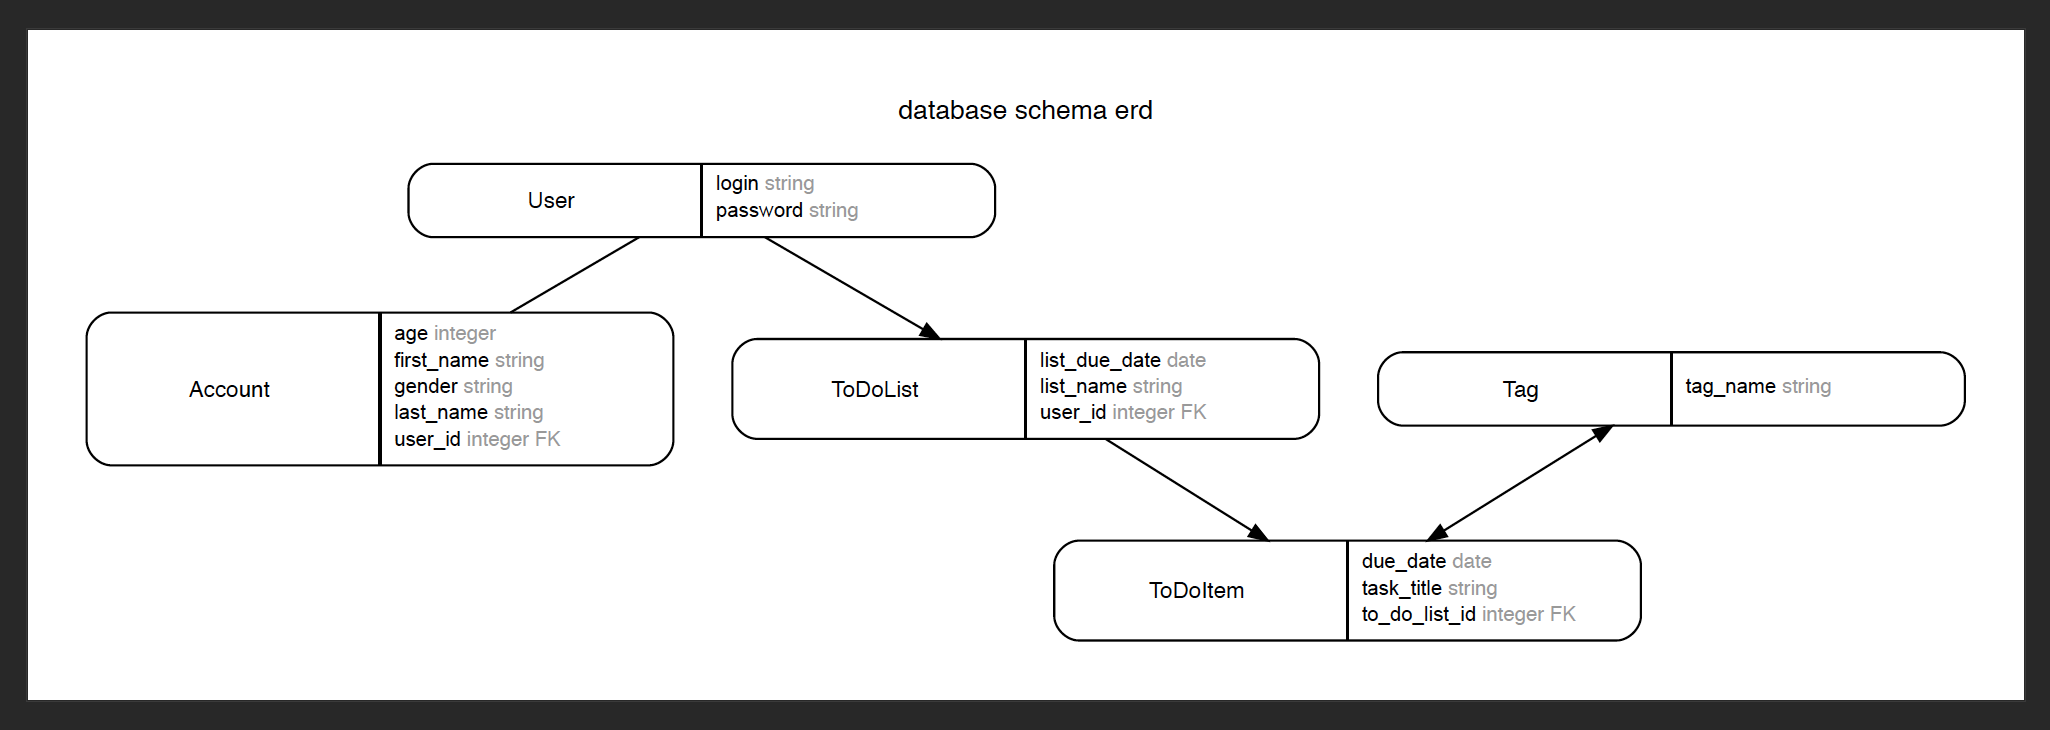 database schema erd
User
login string
password string
Account
age integer
first_name string
gender string
last_name string
user_id integer FK
ToDoList
list_due_date date
list_name string
user_id integer FK
Tag
tag_name string
ToDoItem
due_date date
task_title string
to_do_list_id integer FK